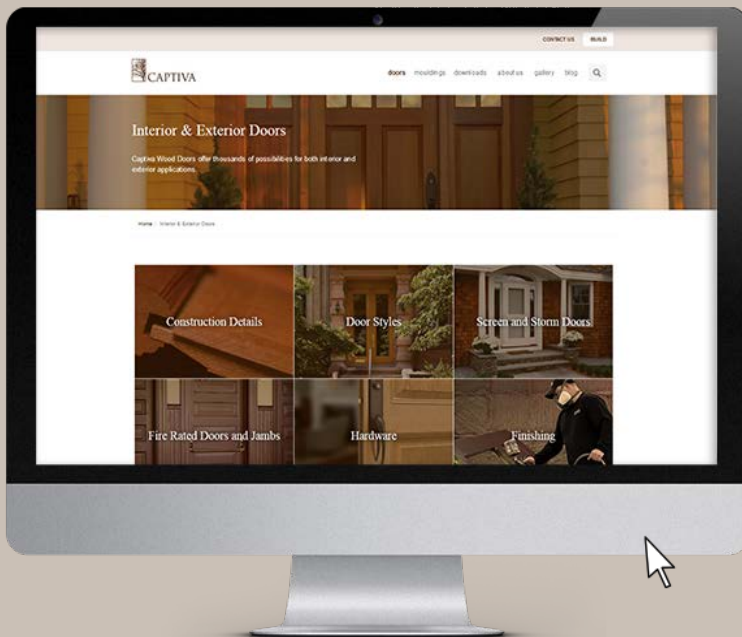 CONTACT US BUILD
CAPTIVA
doors mouldings downloads about us gallery blog
Interior & Exterior Doors
Captiva Wood Doors offer thousands of possibilities for both interior and
exterior applications.
Home Interior & Exterior Doors
Construction Details
Door Styles
Screen and Storm Doors
Fire Rated Doors and Jambs
Hardware
Finishing